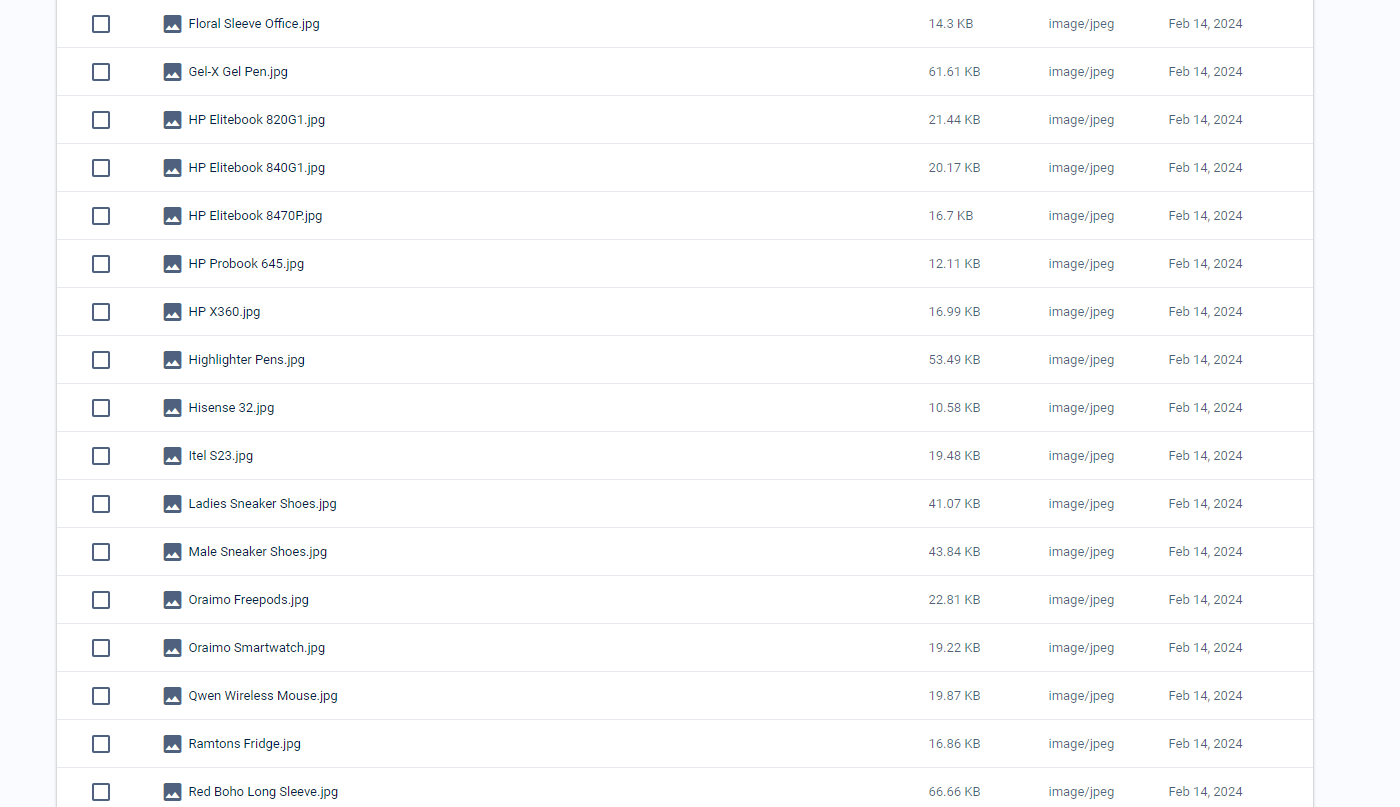 Floral Sleeve Office.jpg 14.3 KB image/jpeg Feb 14, 2024
Gel-X Gel Pen.jpg 61.61 KB image/jpeg Feb 14, 2024
HP Elitebook 820G1.jpg 21.44 KB image/jpeg Feb 14, 2024
HP Elitebook 840G1.jpg 20.17 KB image/jpeg Feb 14, 2024
HP Elitebook 8470P.jpg 16.7 KB image/jpeg Feb 14, 2024
HP Probook 645.jpg 12.11 KB image/jpeg Feb 14, 2024
HP X360.jpg 16.99 KB image/jpeg Feb 14, 2024
Highlighter Pens.jpg 53.49 KB image/jpeg Feb 14, 2024
Hisense 32.jpg 10.58 KB image/jpeg Feb 14, 2024
Itel S23.jpg 19.48 KB image/jpeg Feb 14, 2024
Ladies Sneaker Shoes.jpg 41.07 KB image/jpeg Feb 14, 2024
Male Sneaker Shoes.jpg 43.84 KB image/jpeg Feb 14, 2024
Oraimo Freepods.jpg 22.81 KB image/jpeg Feb 14, 2024
Oraimo Smartwatch.jpg 19.22 KB image/jpeg Feb 14, 2024
Qwen Wireless Mouse.jpg 19.87 KB image/jpeg Feb 14, 2024
Ramtons Fridge.jpg 16.86 KB image/jpeg Feb 14, 2024
Red Boho Long Sleeve.jpg 66.66 KB image/jpeg Feb 14, 2024